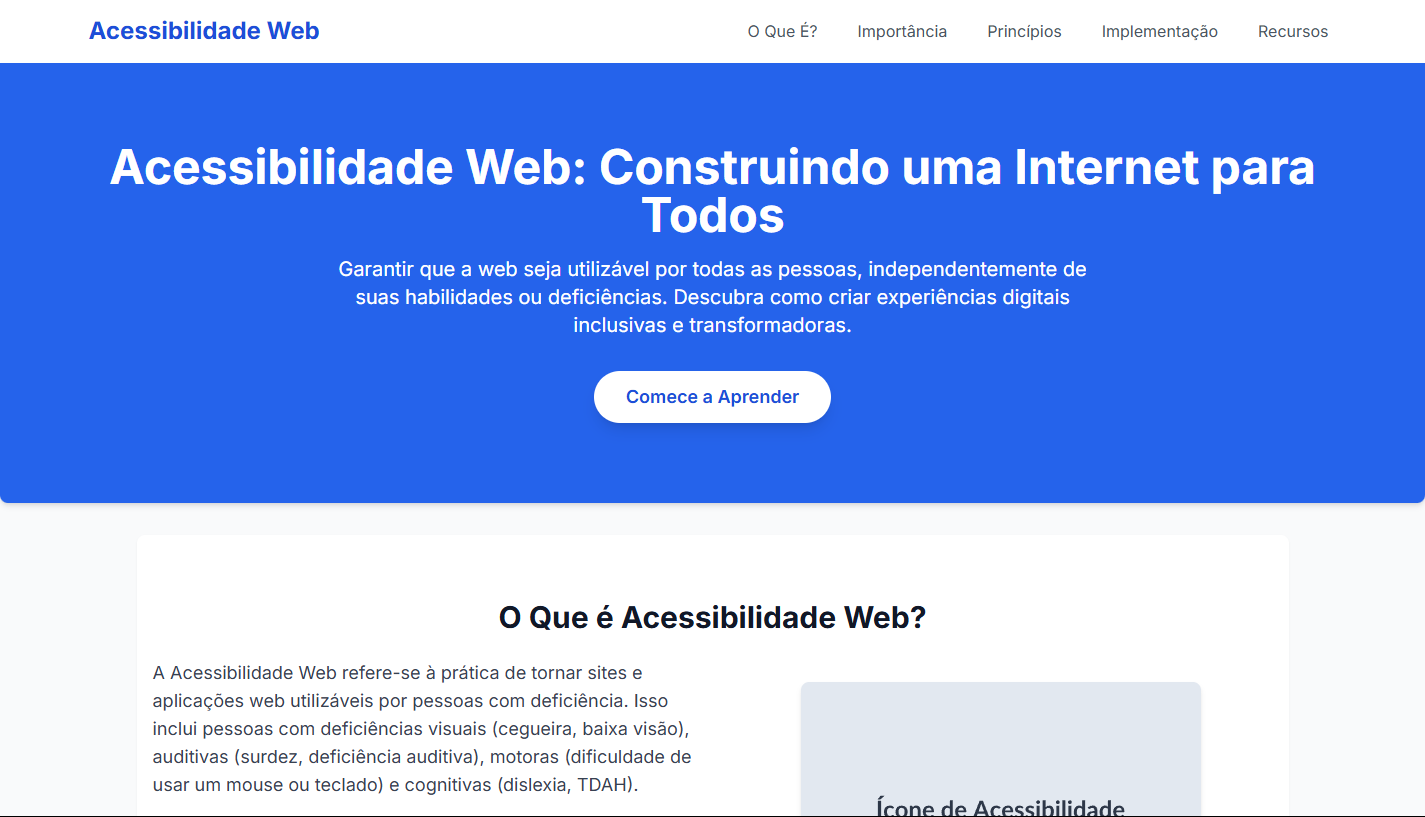 Acessibilidade Web
O Que É?
Importância
Princípios
Implementação
Recursos
Acessibilidade Web: Construindo uma Internet para
Todos
Garantir que a web seja utilizável por todas as pessoas, independentemente de
suas habilidades ou deficiências. Descubra como criar experiências digitais
inclusivas e transformadoras.
Comece a Aprender
O Que é Acessibilidade Web?
A Acessibilidade Web refere-se à prática de tornar sites e
aplicações web utilizáveis por pessoas com deficiência. Isso
inclui pessoas com deficiências visuais (cegueira, baixa visão),
auditivas (surdez, deficiência auditiva), motoras (dificuldade de
usar um mouse ou teclado) e cognitivas (dislexia, TDAH).
Ícone de Acessibilidade